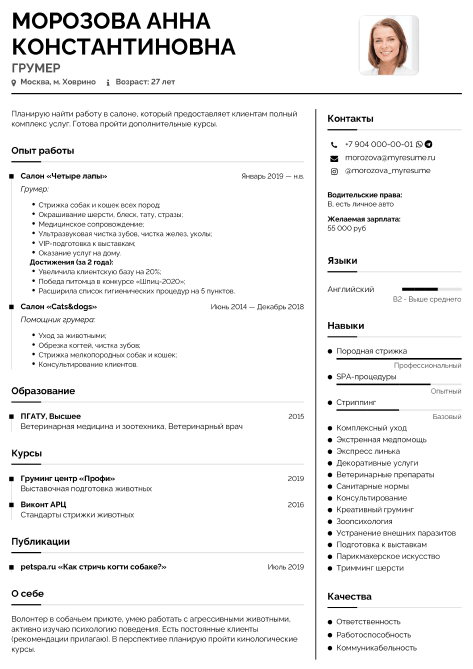 МОРОЗОВА АННА
КОНСТАНТИНОВНА
ГРУМЕР
Москва, м. Ховрино Возраст: 27 лет
Планирую найти работу в салоне, который предоставляет клиентам полный
комплекс услуг. Готова пройти дополнительные курсы.
Опыт работы
Салон «Четыре лапы» Январь 2019 — н.в.
Грумер:
Стрижка собак и кошек всех пород;
Окрашивание шерсти, блеск, тату, стразы;
Медицинское сопровождение;
Ультразвуковая чистка зубов, чистка желез, уколы;
VIP-подготовка к выставкам;
Оказание услуг на дому.
Достижения (за 2 года):
Увеличила клиентскую базу на 20%;
Победа питомца в конкурсе «Шпиц-2020»;
Расширила список гигиенических процедур на 5 пунктов.
Салон «Cats&dogs» Июнь 2014 — Декабрь 2018
Помощник грумера:
Уход за животными;
Обрезка когтей, чистка зубов;
Стрижка мелкопородных собак и кошек;
Консультирование клиентов.
Образование
ПГАТУ, Высшее 2015
Ветеринарная медицина и зоотехника, Ветеринарный врач
Курсы
Груминг центр «Профи» 2019
Выставочная подготовка животных
Виконт АРЦ 2016
Стандарты стрижки животных
Публикации
petspa.ru «Как стричь когти собаке?» Июль 2019
О себе
Волонтер в собачьем приюте, умею работать с агрессивными животными,
активно изучаю психологию поведения. Есть постоянные клиенты
(рекомендации прилагаю). В перспективе планирую пройти кинологические
курсы.
Контакты
+7 904 000-00-01
morozova@myresume.ru
@morozova_myresume
Водительские права:
B, есть личное авто
Желаемая зарплата:
55 000 руб
Языки
Английский
B2 - Выше среднего
Навыки
Породная стрижка
Профессиональный
SPA-процедуры
Опытный
Стриппинг
Базовый
Комплексный уход
Экстренная медпомощь
Экспресс линька
Декоративные услуги
Ветеринарные препараты
Санитарные нормы
Консультирование
Креативный груминг
Зоопсихология
Устранение внешних паразитов
Подготовка к выставкам
Парикмахерское искусство
Тримминг шерсти
Качества
Ответственность
Работоспособность
Коммуникабельность